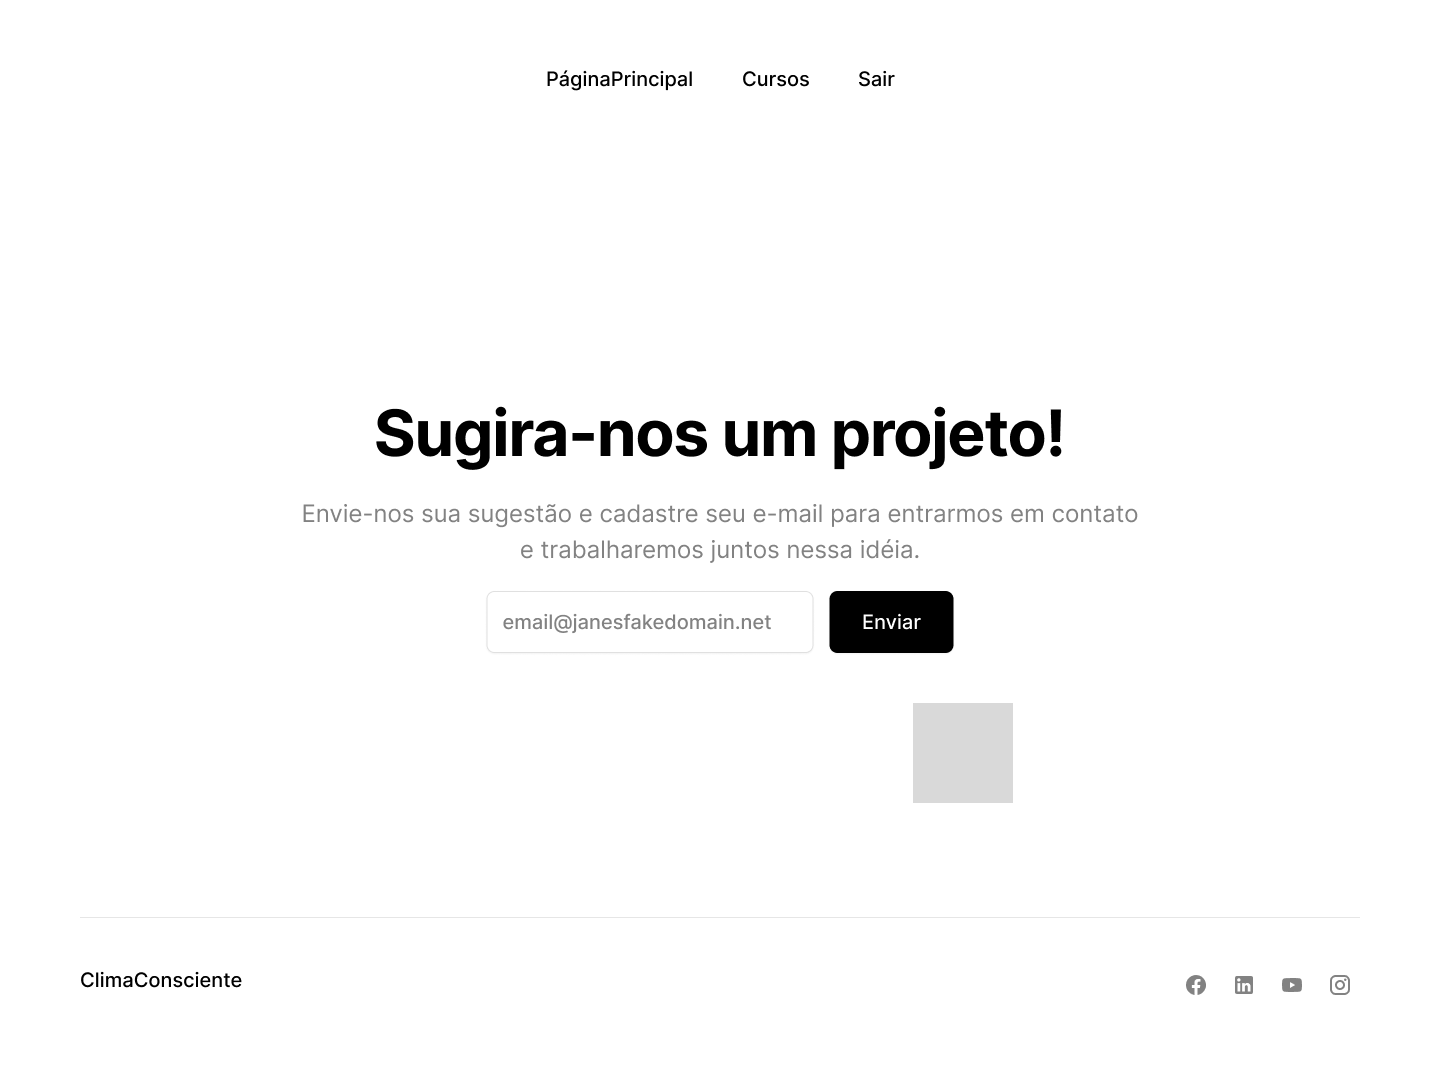 PáginaPrincipal Cursos Sair
Sugira-nos um projeto!
Envie-nos sua sugestão e cadastre seu e-mail para entrarmos em contato
e trabalharemos juntos nessa idéia.
email@janesfakedomain.net Enviar
ClimaConsciente